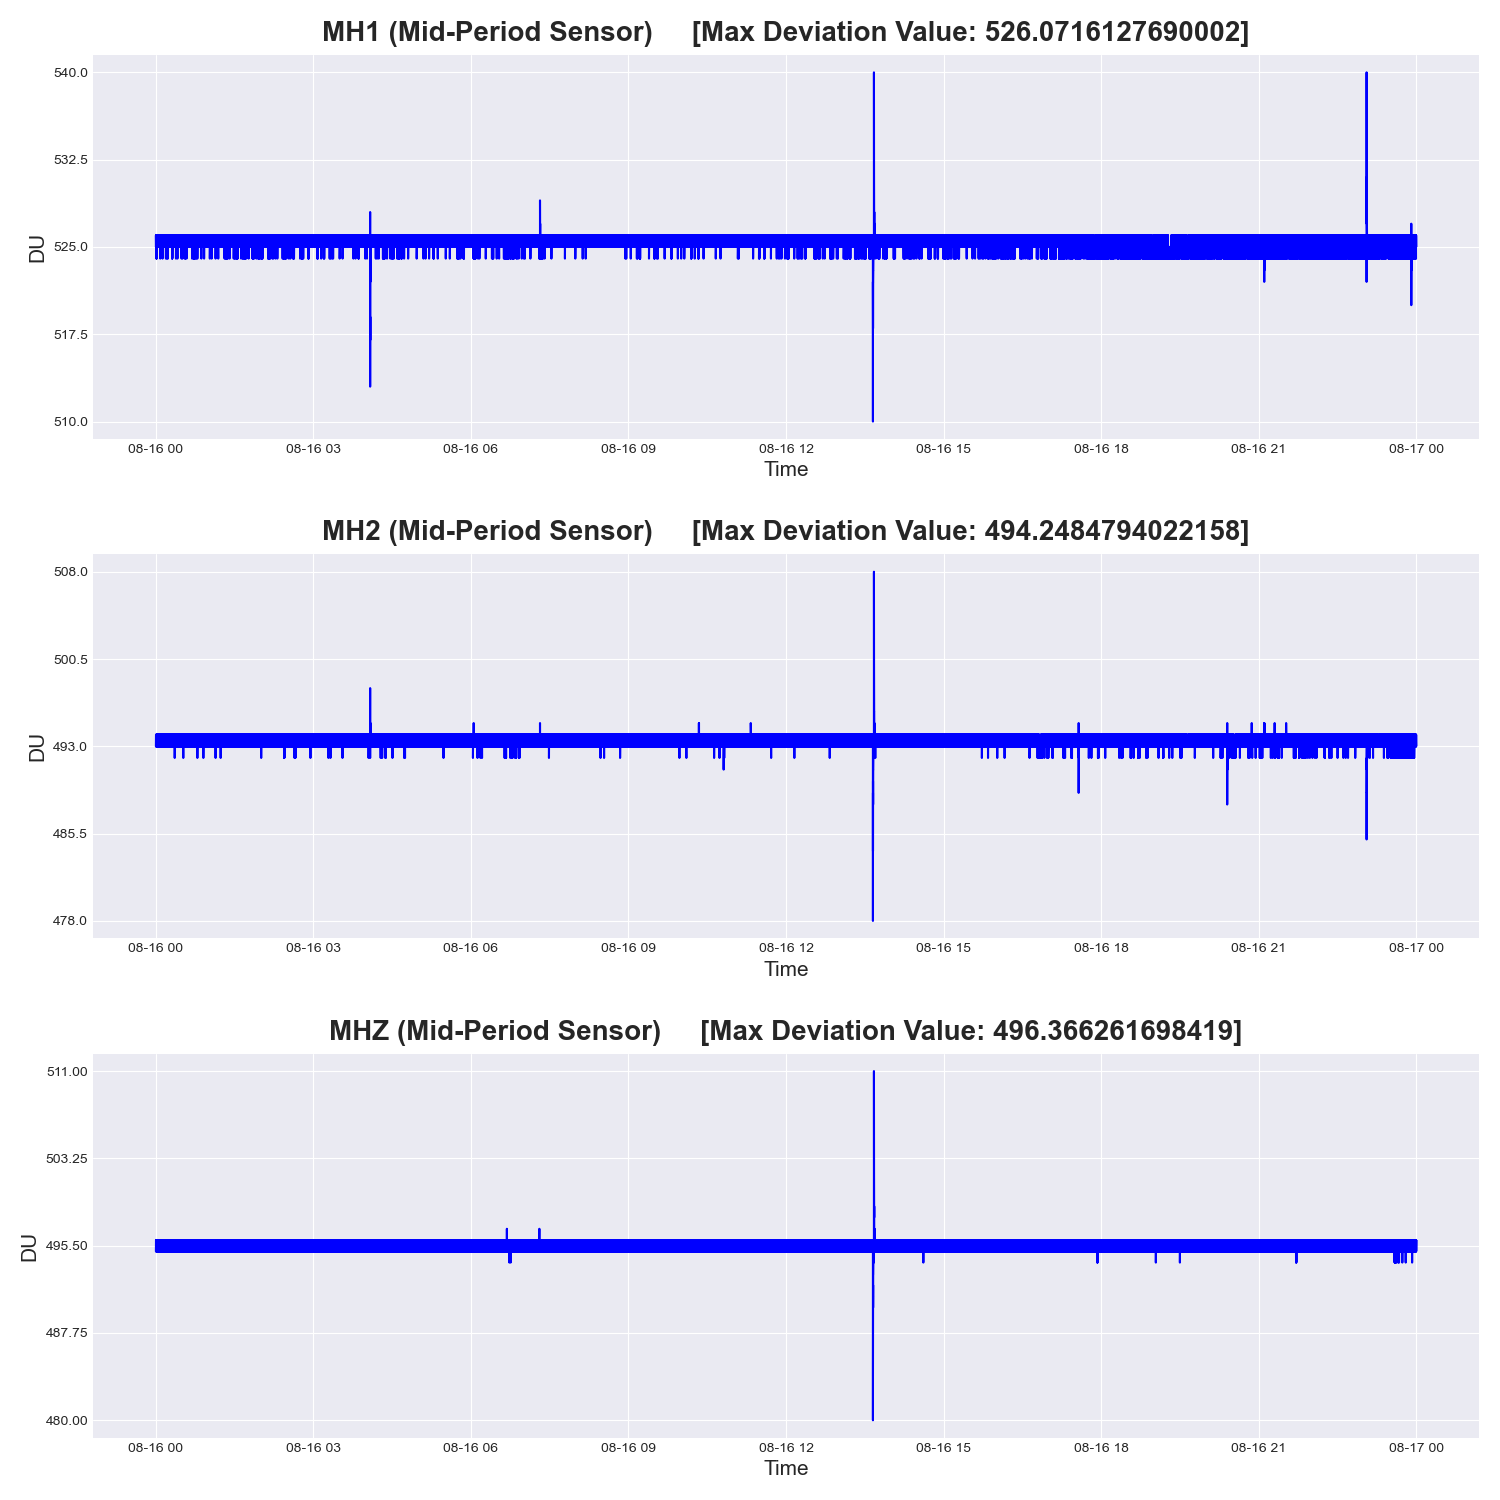 MH1 (Mid-Period Sensor) [Max Deviation Value: 526.0716127690002]
540.0
532.5
525.0
517.5
510.0
DU
08-16 00 08-16 03 08-16 06 08-16 09 08-16 12 08-16 15 08-16 18 08-16 21 08-17 00
Time
MH2 (Mid-Period Sensor) [Max Deviation Value: 494.2484794022158]
508.0
500.5
493.0
485.5
478.0
DU
08-16 00 08-16 03 08-16 06 08-16 09 08-16 12 08-16 15 08-16 18 08-16 21 08-17 00
Time
MHZ (Mid-Period Sensor) [Max Deviation Value: 496.366261698419]
511.00
503.25
495.50
487.75
480.00
DU
08-16 00 08-16 03 08-16 06 08-16 09 08-16 12 08-16 15 08-16 18 08-16 21 08-17 00
Time